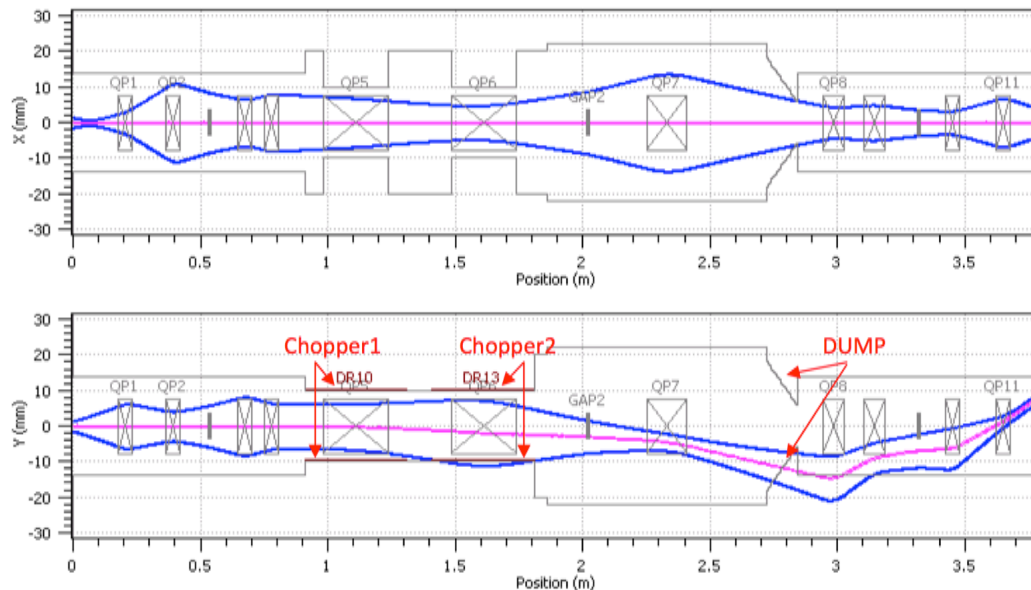 30
20
10
0
-10
-20
-30
X (mm)
QP1
QP2
QP5
QP6
GAP2
QP7
QP8
QP11
0 0.5 1 1.5 2 2.5 3 3.5
Position (m)
30
20
10
0
-10
-20
-30
Y (mm)
Chopper1
Chopper2
DUMP
DR10
DR13
QP1
QP2
QP5
QP6
GAP2
QP7
QP8
QP11
0 0.5 1 1.5 2 2.5 3 3.5
Position (m)